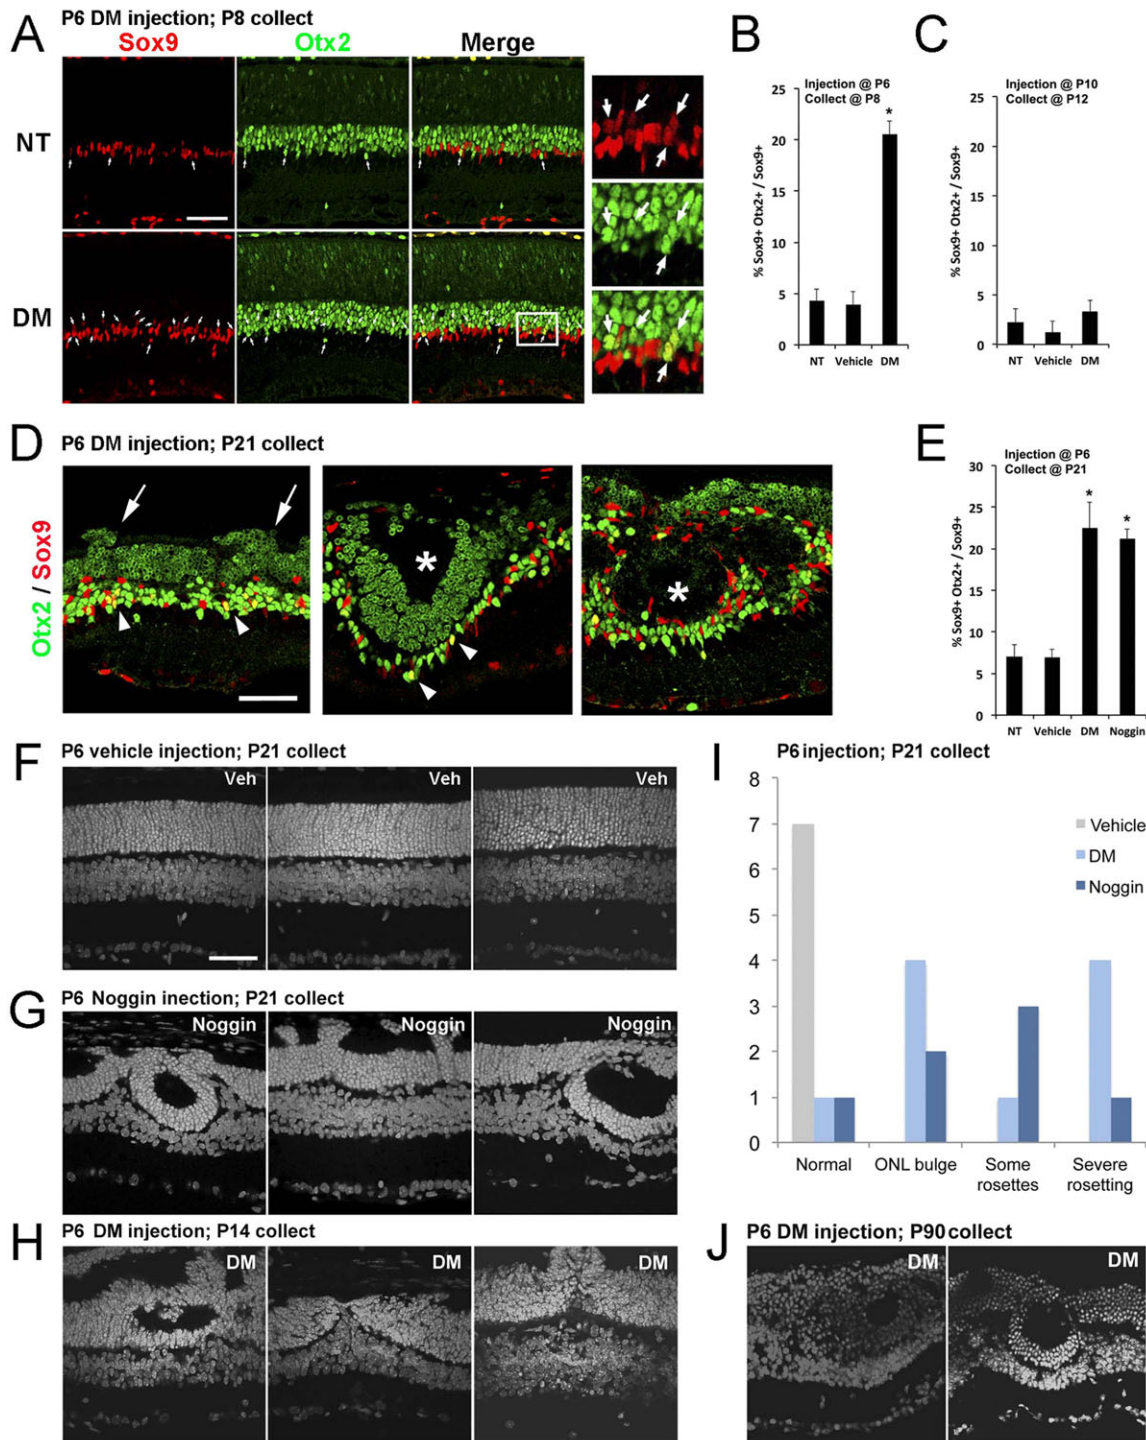 A
P6 DM injection; P8 collect
Sox9 Otx2 Merge
NT
DM
B
Injection @ P6
Collect @ P8
% Sox9+ Otx2+ / Sox9+
25
20
15
10
5
0
*
NT Vehicle DM
C
Injection @ P10
Collect @ P12
% Sox9+ Otx2+ / Sox9+
25
20
15
10
5
0
NT Vehicle DM
D
P6 DM injection; P21 collect
Otx2 / Sox9
*
*
E
Injection @ P6
Collect @ P21
% Sox9+ Otx2+ / Sox9+
30
25
20
15
10
5
0
*
*
NT Vehicle DM Noggin
F
P6 vehicle injection; P21 collect
Veh Veh Veh
G
P6 Noggin inection; P21 collect
Noggin Noggin Noggin
H
P6 DM injection; P14 collect
DM DM DM
I
P6 injection; P21 collect
8
7
6
5
4
3
2
1
0
Vehicle
DM
Noggin
Normal ONL bulge Some Severe
rosettes rosetting
J
P6 DM injection; P90 collect
DM DM